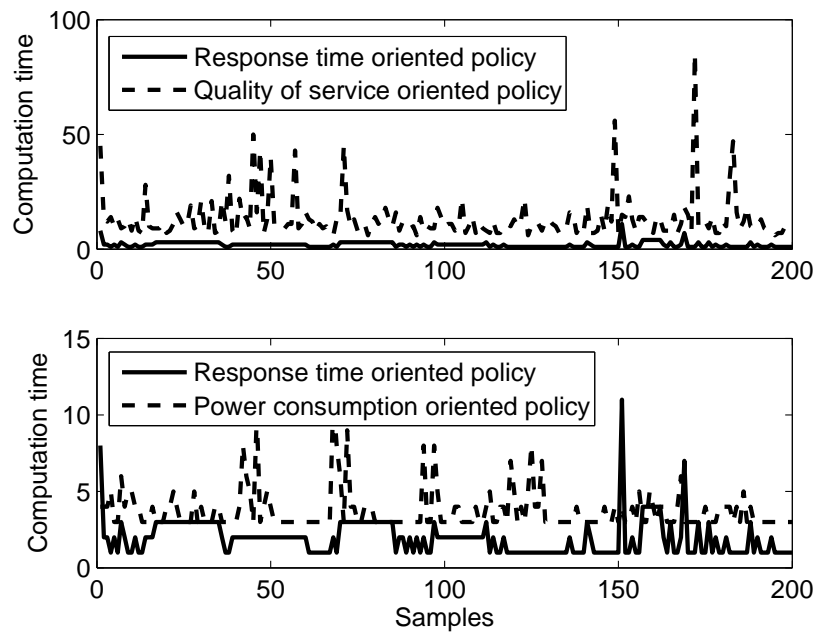 100
50
0
Computation time
Response time oriented policy
Quality of service oriented policy
0 50 100 150 200
15
10
5
0
Computation time
Response time oriented policy
Power consumption oriented policy
0 50 100 150 200
Samples